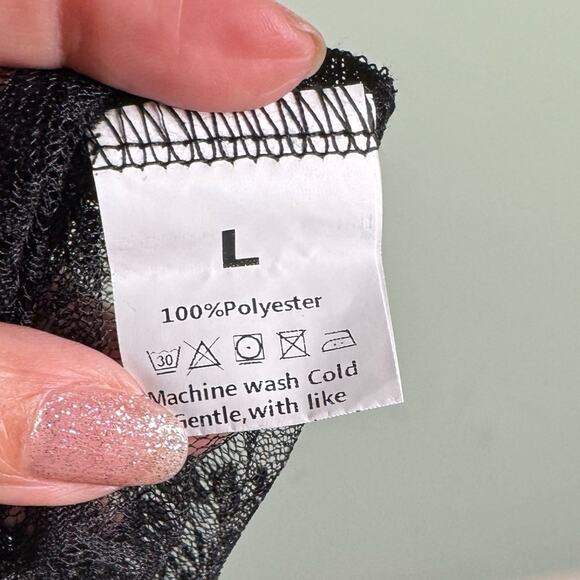 L
100%Polyester
30
Machine wash Cold
Gentle,with like